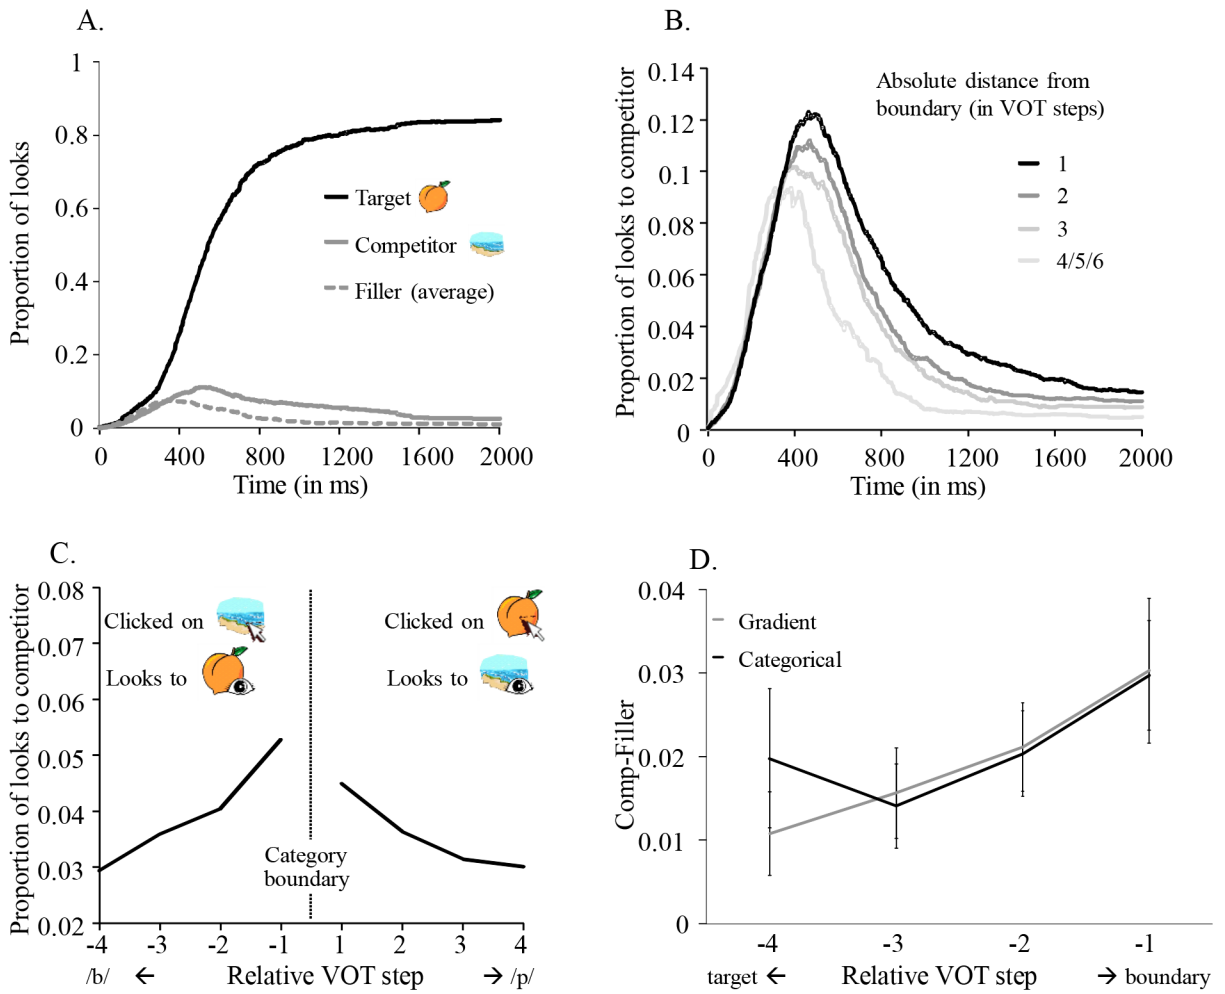 A.
1
0.8
0.6
0.4
0.2
0
0
400
800
1200
1600
2000
Proportion of looks
Time (in ms)
Target
Competitor
Filler (average)
B.
0.14
0.12
0.1
0.08
0.06
0.04
0.02
0
0
400
800
1200
1600
2000
Proportion of looks to competitor
Time (in ms)
Absolute distance from
boundary (in VOT steps)
1
2
3
4/5/6
C.
0.08
0.07
0.06
0.05
0.04
0.03
0.02
Proportion of looks to competitor
Clicked on
Looks to
Clicked on
Looks to
Category
boundary
-4
-3
-2
-1
1
2
3
4
/b/ ← Relative VOT step → /p/
D.
0.04
0.03
0.02
0.01
0
Comp-Filler
Gradient
Categorical
-4
-3
-2
-1
target ← Relative VOT step → boundary